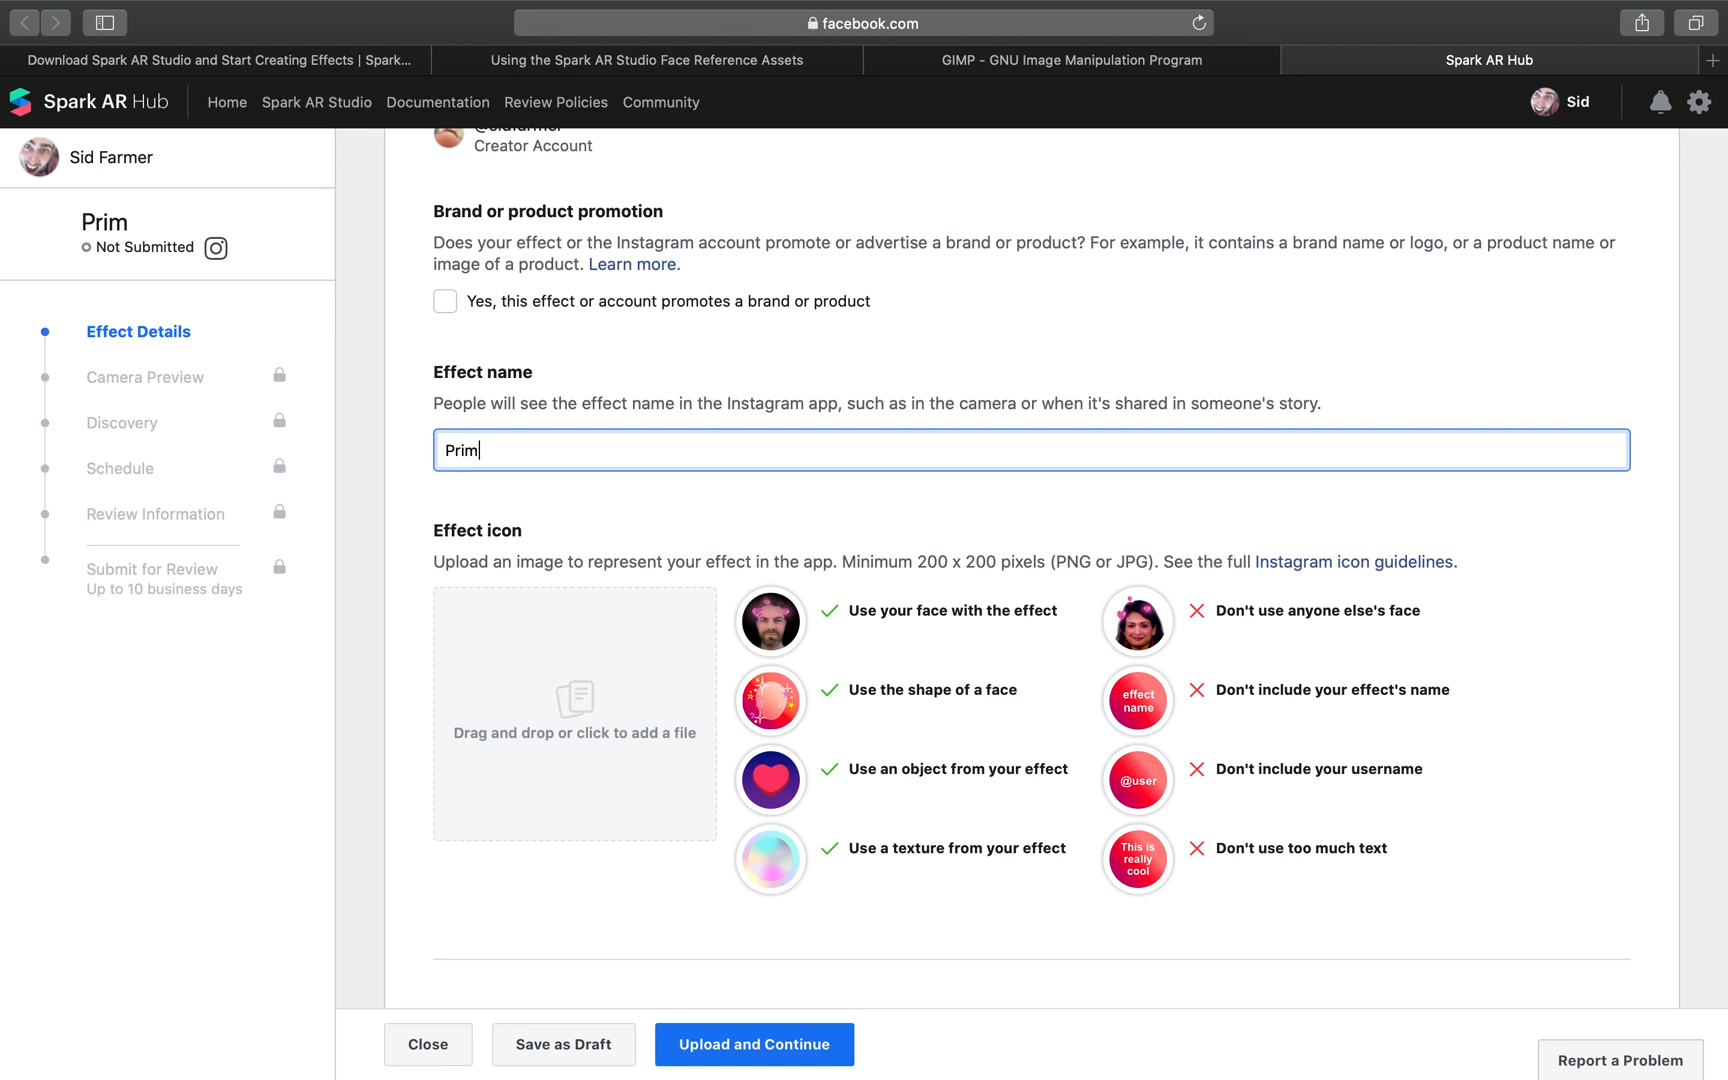 facebook.com
Download Spark AR Studio and Start Creating Effects | Spark...
Using the Spark AR Studio Face Reference Assets
GIMP - GNU Image Manipulation Program
Spark AR Hub
Spark AR Hub
Home
Spark AR Studio
Documentation
Review Policies
Community
Sid
Sid Farmer
Prim
Not Submitted
Effect Details
Camera Preview
Discovery
Schedule
Review Information
Submit for Review
Up to 10 business days
@sidfarmer
Creator Account
Brand or product promotion
Does your effect or the Instagram account promote or advertise a brand or product? For example, it contains a brand name or logo, or a product name or
image of a product. Learn more.
Yes, this effect or account promotes a brand or product
Effect name
People will see the effect name in the Instagram app, such as in the camera or when it's shared in someone's story.
Prim
Effect icon
Upload an image to represent your effect in the app. Minimum 200 x 200 pixels (PNG or JPG). See the full Instagram icon guidelines.
Drag and drop or click to add a file
Use your face with the effect
Don't use anyone else's face
Use the shape of a face
effect
name
Don't include your effect's name
Use an object from your effect
@user
Don't include your username
Use a texture from your effect
This is
really
cool
Don't use too much text
Close
Save as Draft
Upload and Continue
Report a Problem